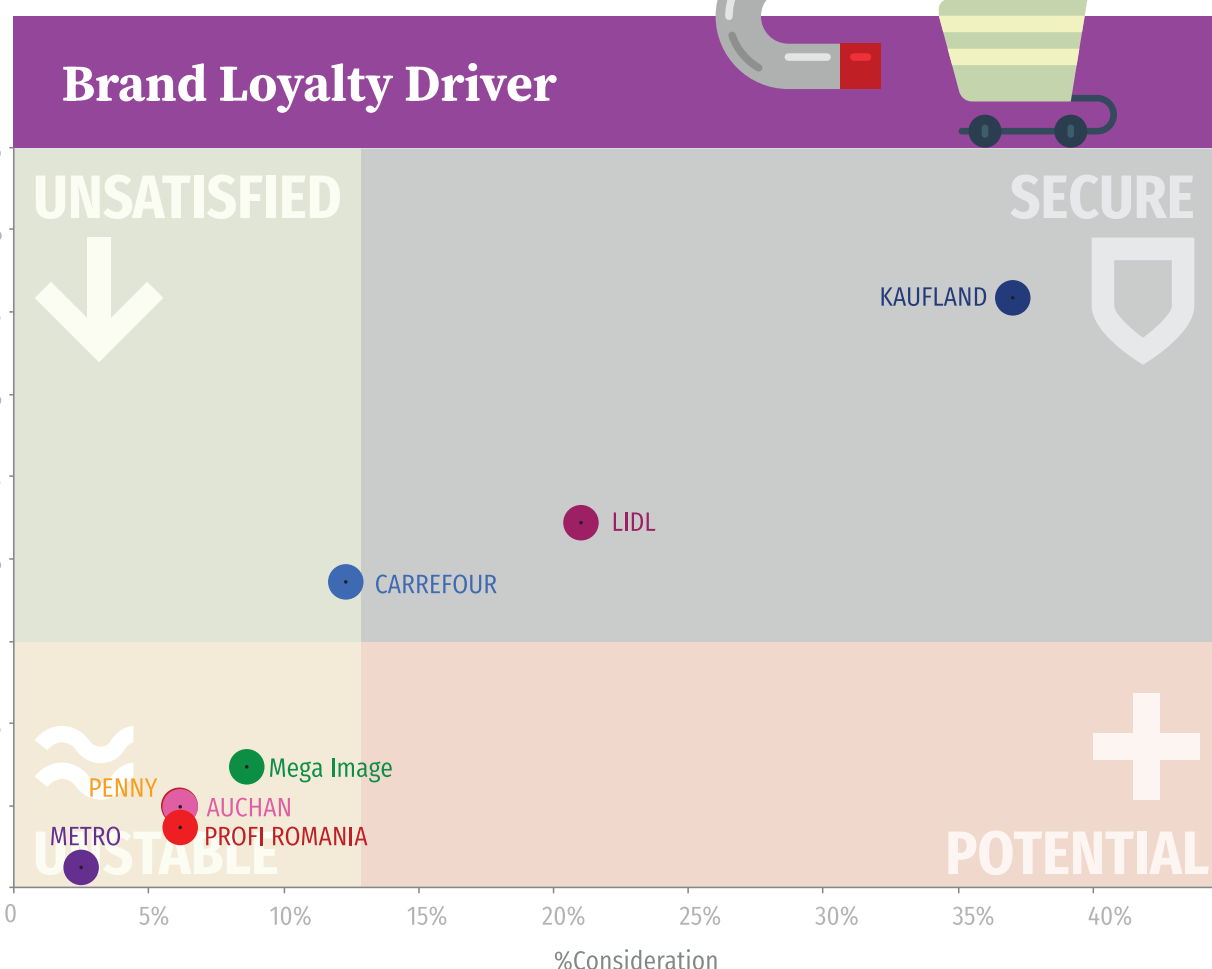 Brand Loyalty Driver
UNSATISFIED
SECURE
KAUFLAND
LIDL
CARREFOUR
Mega Image
PENNY
AUCHAN
METRO
PROFI ROMANIA
UNSTABLE
POTENTIAL
0 5% 10% 15% 20% 25% 30% 35% 40%
%Consideration